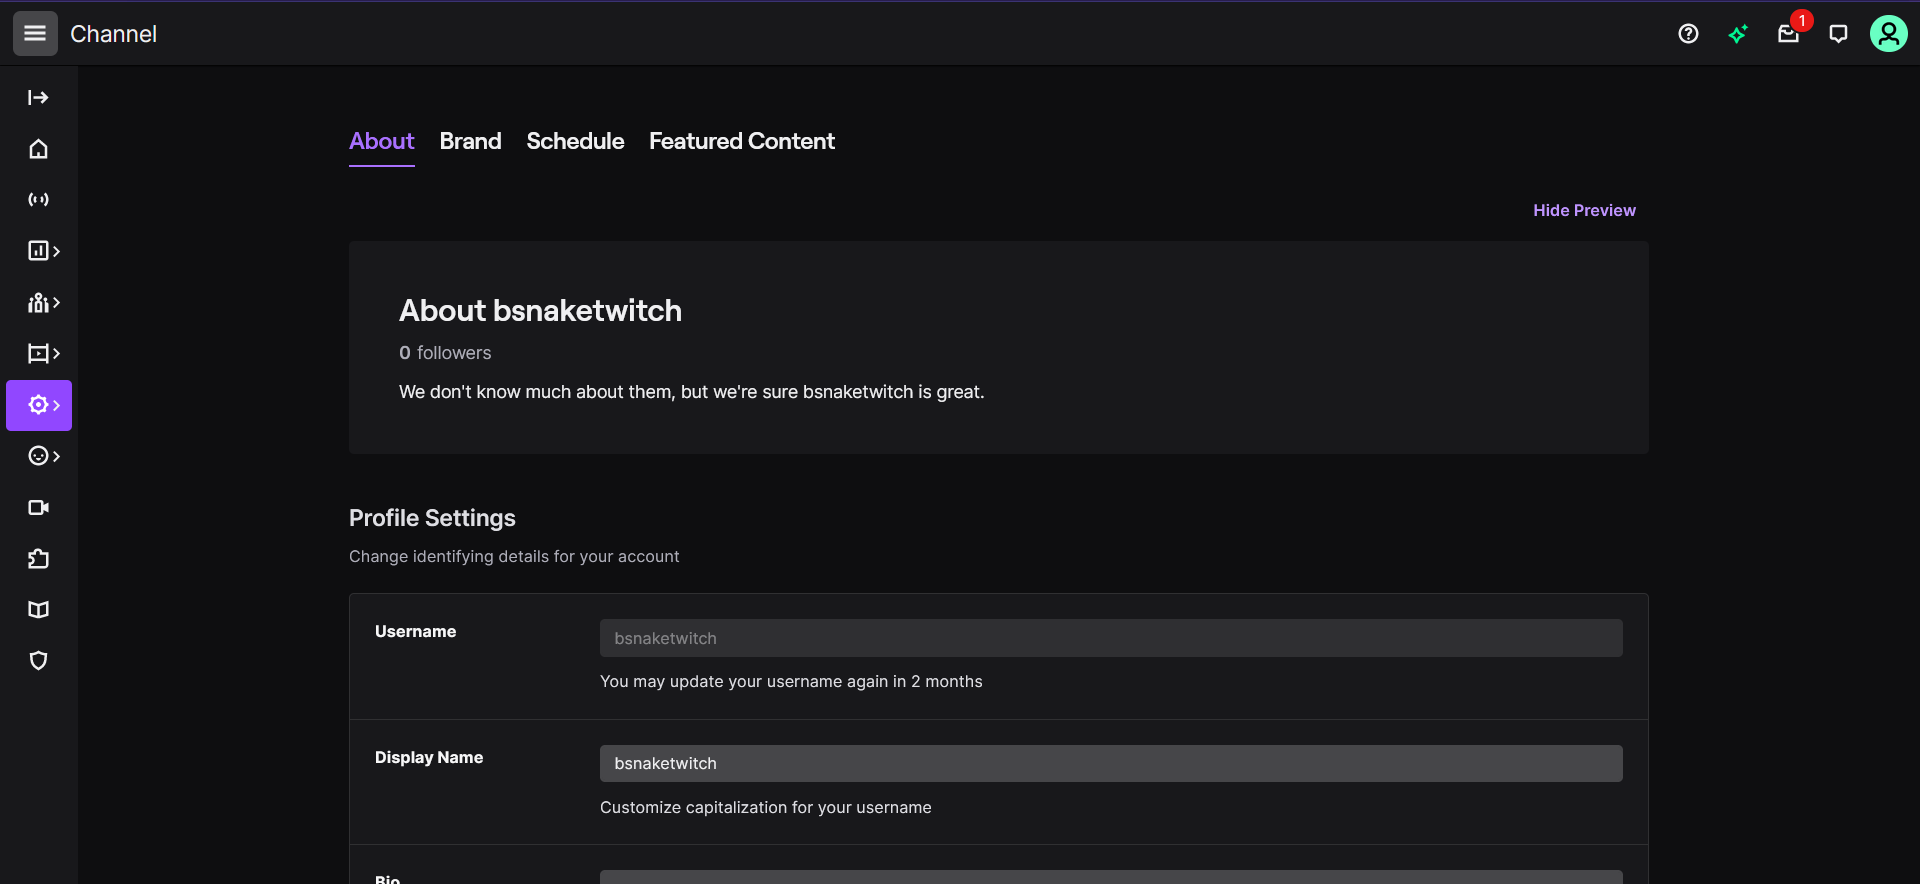 Channel
1
About Brand Schedule Featured Content
Hide Preview
About bsnaketwitch
0 followers
We don't know much about them, but we're sure bsnaketwitch is great.
Profile Settings
Change identifying details for your account
Username
bsnaketwitch
You may update your username again in 2 months
Display Name
bsnaketwitch
Customize capitalization for your username
Bio